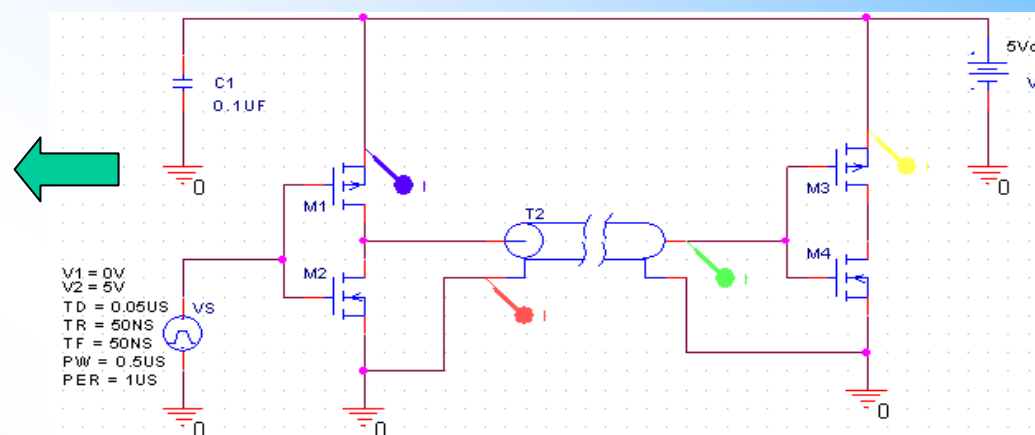 5V
C1
0.1UF
0
0
M1
M3
T2
M2
M4
V1 = 0V
V2 = 5V
TD = 0.05US
VS
TR = 50NS
TF = 50NS
PW = 0.5US
PER = 1US
I
I
I
I
0
0
0